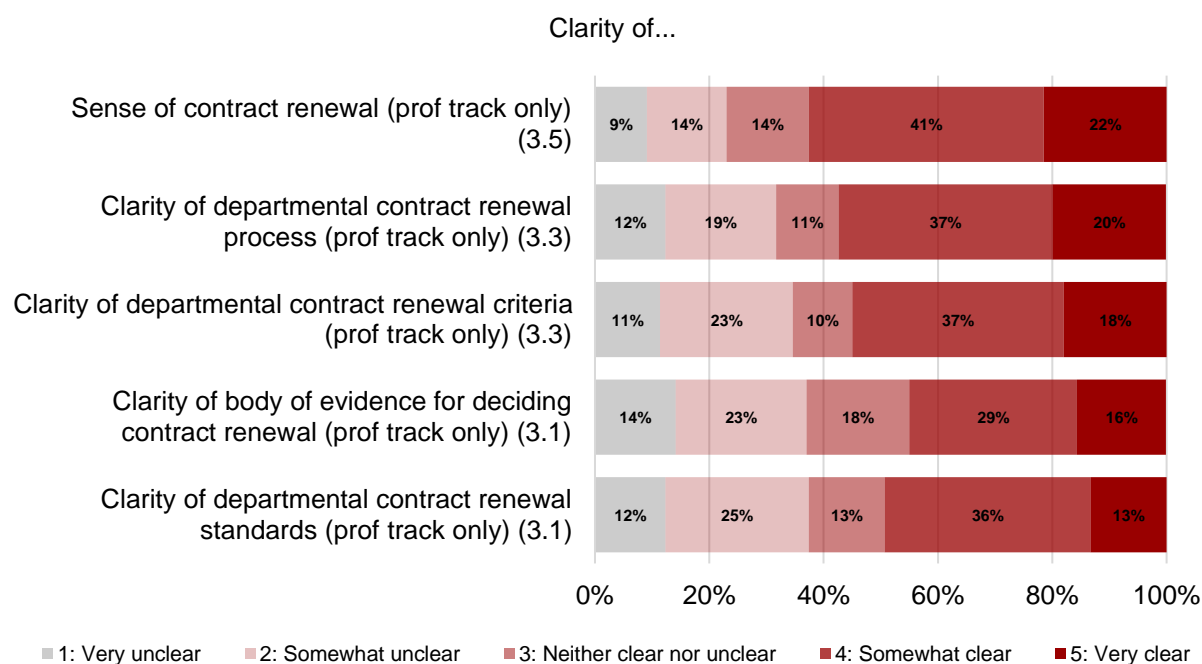 Clarity of...
Sense of contract renewal (prof track only)
(3.5)
9% 14% 14% 41% 22%
Clarity of departmental contract renewal
process (prof track only) (3.3)
12% 19% 11% 37% 20%
Clarity of departmental contract renewal criteria
(prof track only) (3.3)
11% 23% 10% 37% 18%
Clarity of body of evidence for deciding
contract renewal (prof track only) (3.1)
14% 23% 18% 29% 16%
Clarity of departmental contract renewal
standards (prof track only) (3.1)
12% 25% 13% 36% 13%
0% 20% 40% 60% 80% 100%
1: Very unclear 2: Somewhat unclear 3: Neither clear nor unclear 4: Somewhat clear 5: Very clear